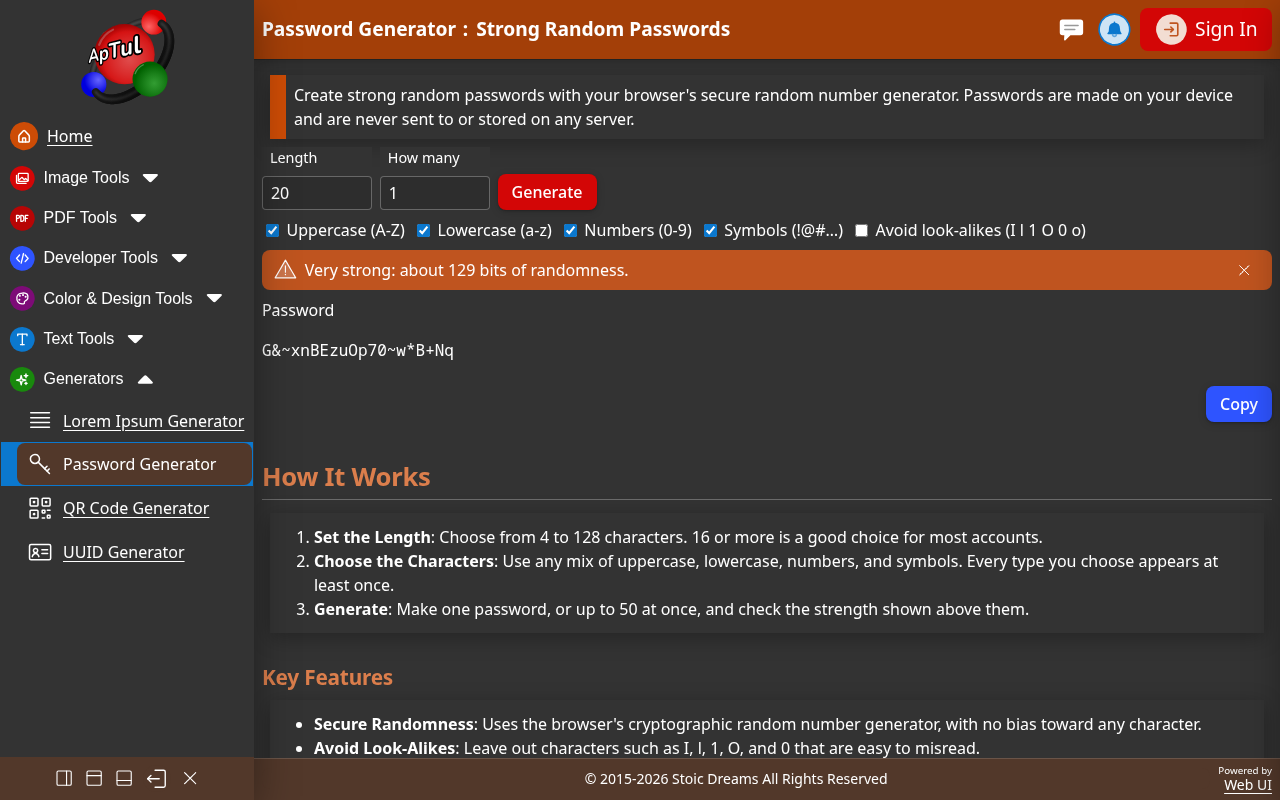 ApTul
Home
Image Tools
PDF Tools
Developer Tools
Color & Design Tools
Text Tools
Generators
Lorem Ipsum Generator
Password Generator
QR Code Generator
UUID Generator
Password Generator : Strong Random Passwords
Sign In
Create strong random passwords with your browser's secure random number generator. Passwords are made on your device
and are never sent to or stored on any server.
Length
How many
20
1
Generate
Uppercase (A-Z)
Lowercase (a-z)
Numbers (0-9)
Symbols (!@#...)
Avoid look-alikes (I l 1 O 0 o)
Very strong: about 129 bits of randomness.
Password
G&~xnBEzuOp70~w*B+Nq
Copy
How It Works
1. Set the Length: Choose from 4 to 128 characters. 16 or more is a good choice for most accounts.
2. Choose the Characters: Use any mix of uppercase, lowercase, numbers, and symbols. Every type you choose appears at
least once.
3. Generate: Make one password, or up to 50 at once, and check the strength shown above them.
Key Features
• Secure Randomness: Uses the browser's cryptographic random number generator, with no bias toward any character.
• Avoid Look-Alikes: Leave out characters such as I, l, 1, O, and 0 that are easy to misread.
© 2015-2026 Stoic Dreams All Rights Reserved
Powered by
Web UI